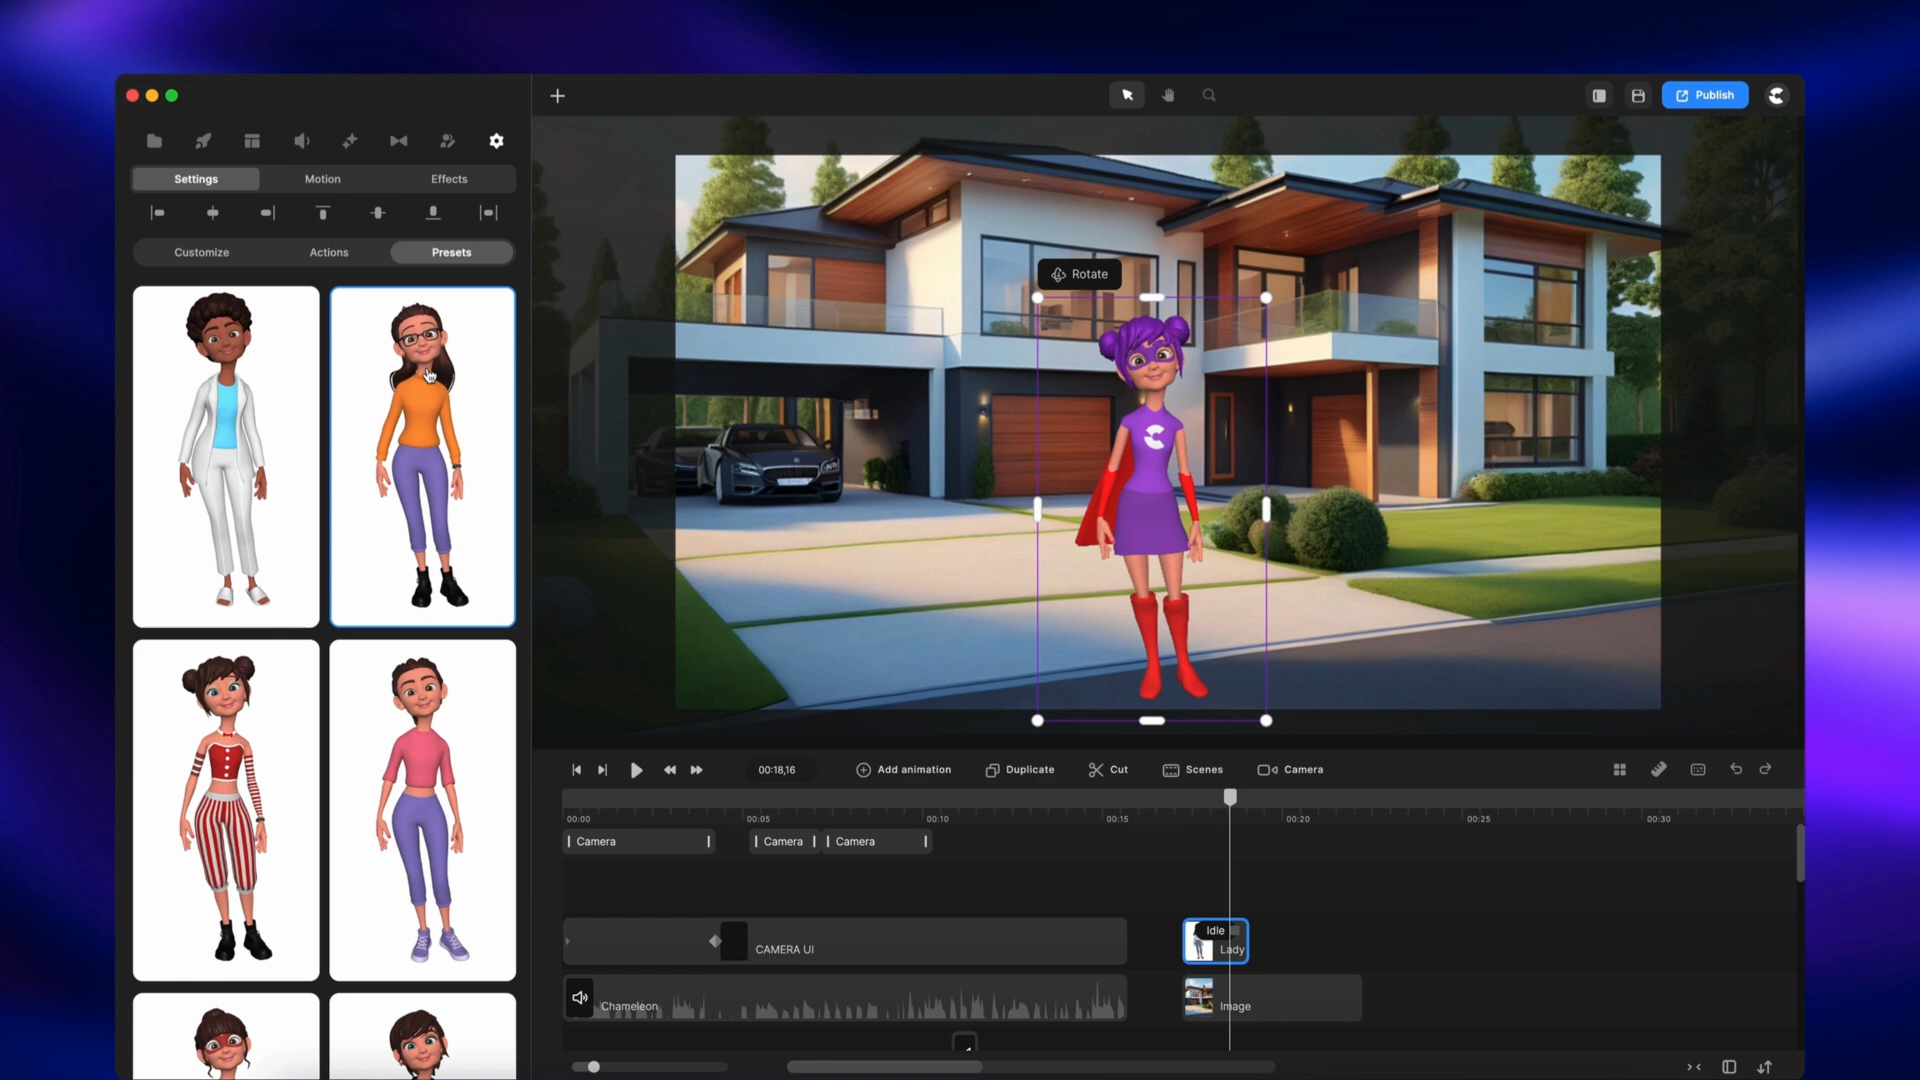 Publish
Settings
Motion
Effects
Customize
Actions
Presets
Rotate
00:18,16
Add animation
Duplicate
Cut
Scenes
Camera
00:00
00:05
00:10
00:15
00:20
00:25
00:30
Camera
Camera
Camera
CAMERA UI
Idle
Lady
Chameleon
Image